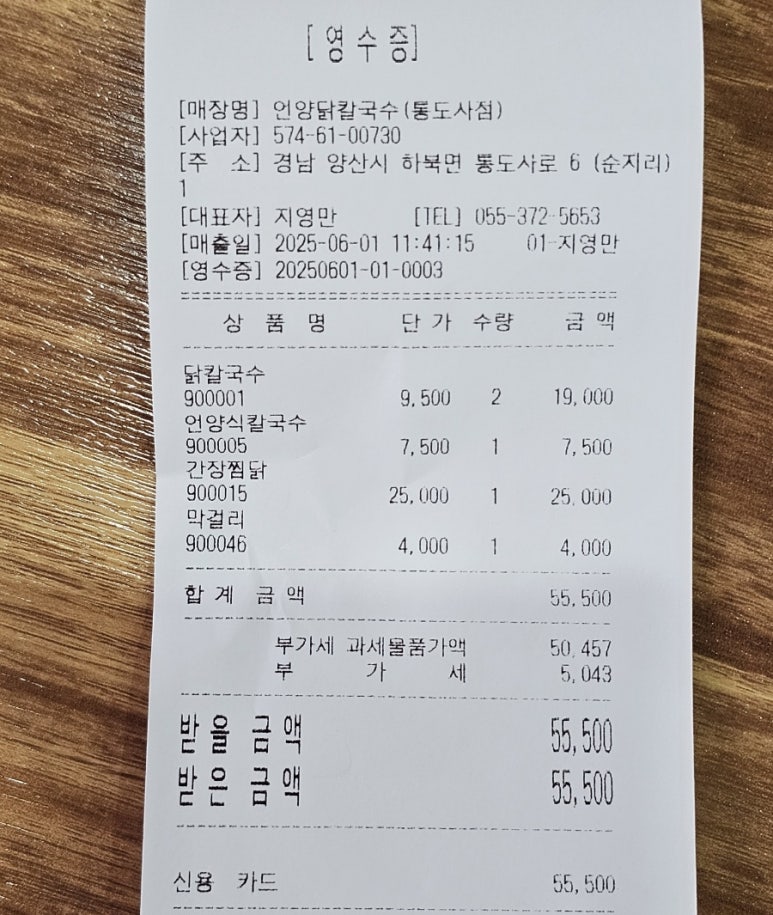 [영수증]
[매장명] 언양닭칼국수(통도사점)
[사업자] 574-61-00730
[주 소] 경남 양산시 하북면 통도사로 6 (순지리)
1
[대표자] 지영만 [TEL] 055-372-5653
[매출일] 2025-06-01 11:41:15 01-지영만
[영수증] 20250601-01-0003
상 품 명 단 가 수량 금 액
닭칼국수
900001 9,500 2 19,000
언양식칼국수
900005 7,500 1 7,500
간장찜닭
900015 25,000 1 25,000
막걸리
900046 4,000 1 4,000
합 계 금 액 55,500
부가세 과세물품가액 50,457
부 가 세 5,043
받을 금액 55,500
받은 금액 55,500
신용 카드 55,500